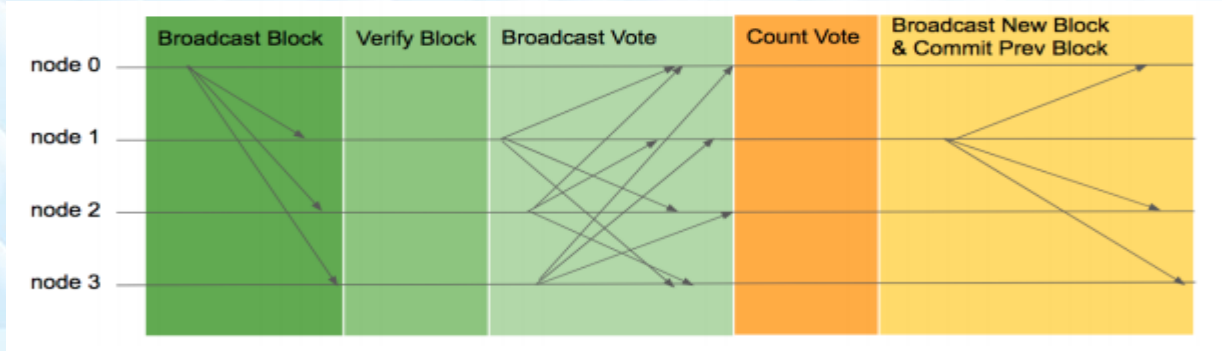 Broadcast Block
Verify Block
Broadcast Vote
Count Vote
Broadcast New Block
& Commit Prev Block
node 0
node 1
node 2
node 3